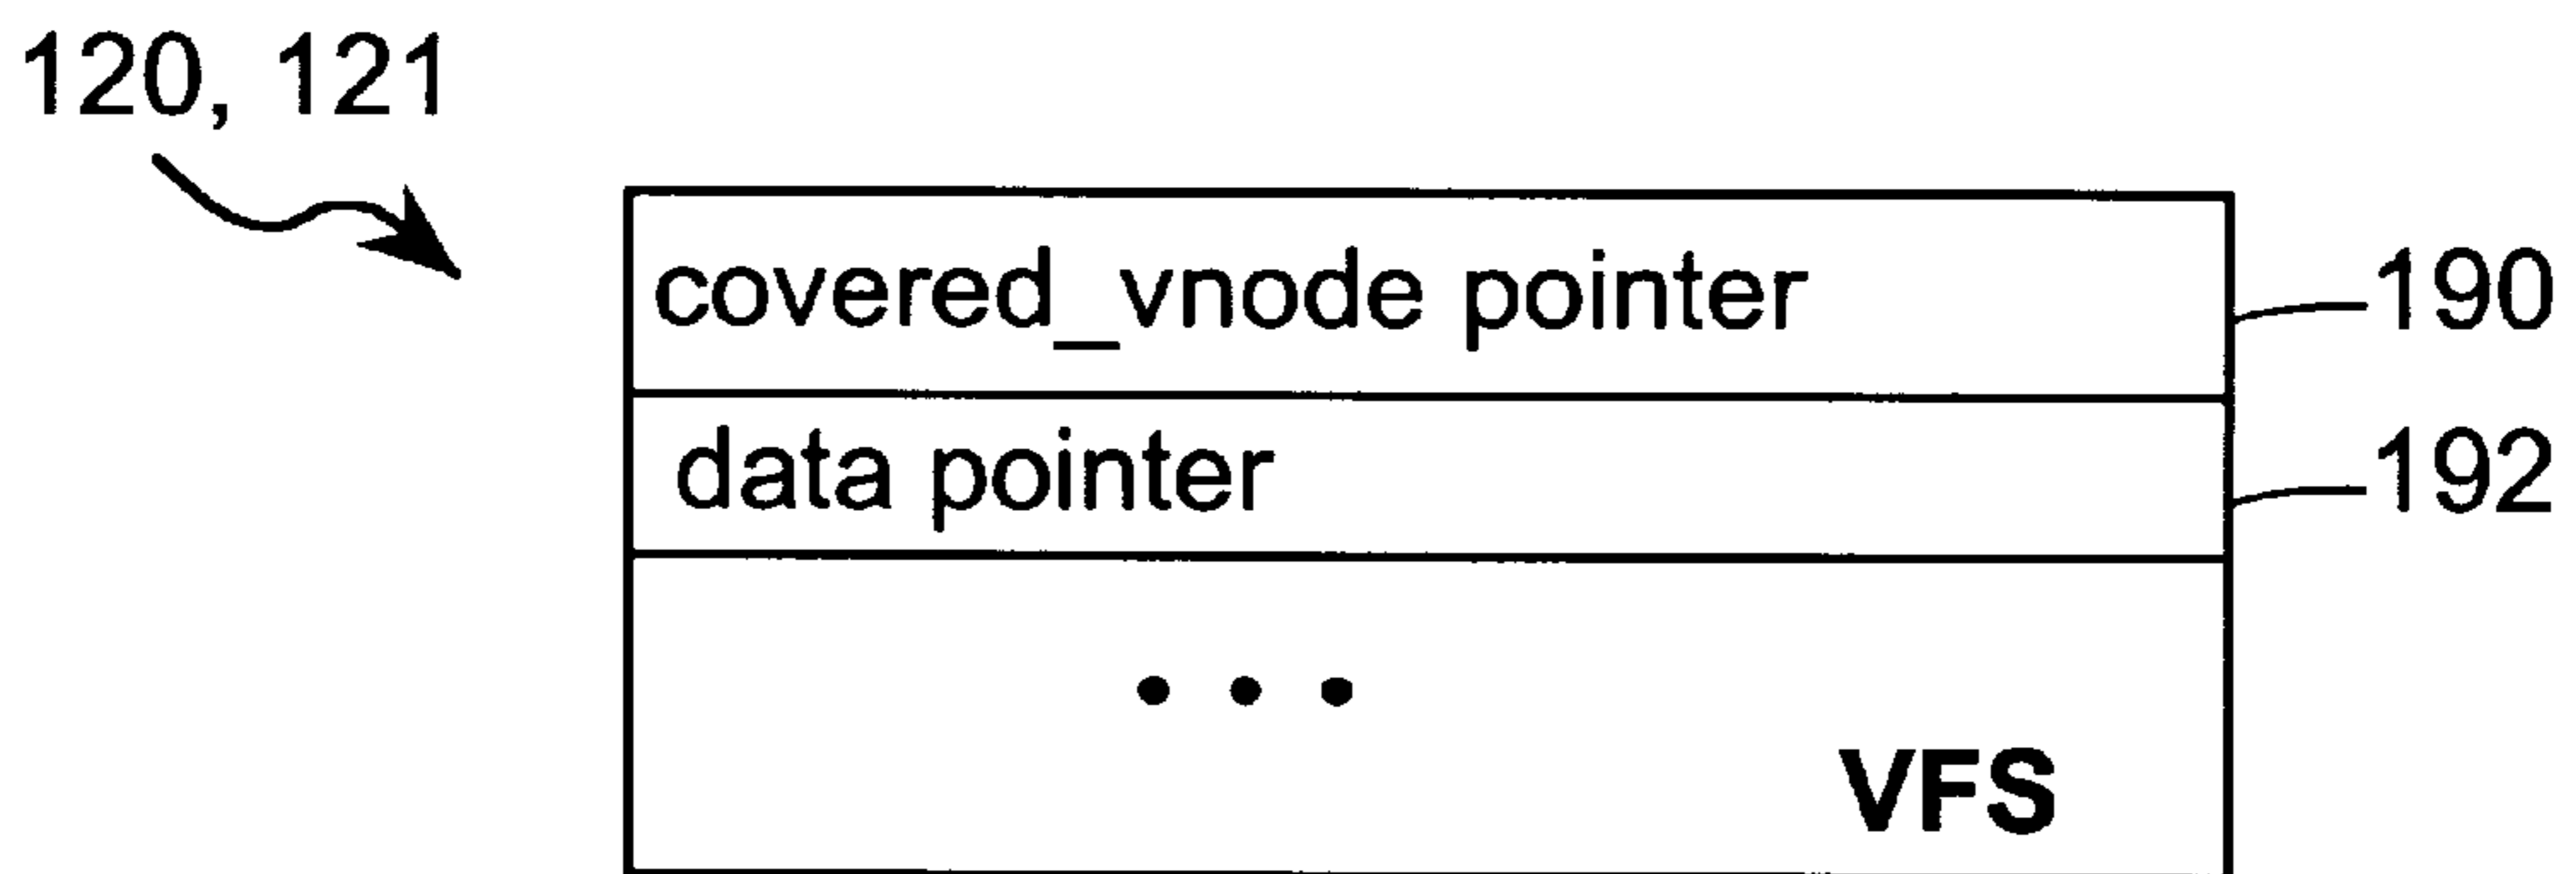 120, 121
covered_vnode pointer
190
data pointer
192
• • •
VFS